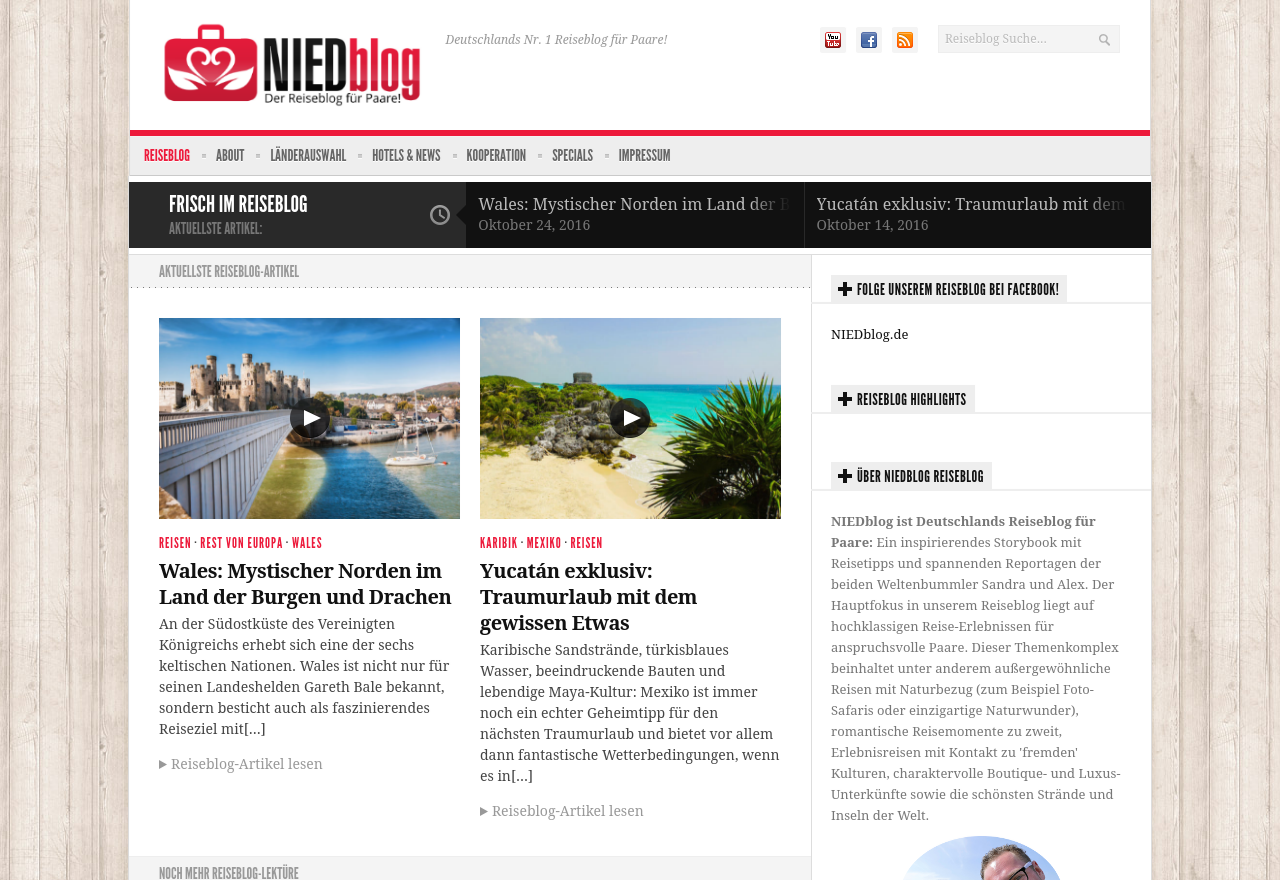 NIEDblog
Der Reiseblog für Paare!
Deutschlands Nr. 1 Reiseblog für Paare!
You
Tube
Reiseblog Suche...
REISEBLOG
ABOUT
LÄNDERAUSWAHL
HOTELS & NEWS
KOOPERATION
SPECIALS
IMPRESSUM
FRISCH IM REISEBLOG
AKTUELLSTE ARTIKEL:
Wales: Mystischer Norden im Land der B
Oktober 24, 2016
Yucatán exklusiv: Traumurlaub mit dem
Oktober 14, 2016
AKTUELLSTE REISEBLOG-ARTIKEL
REISEN · REST VON EUROPA · WALES
Wales: Mystischer Norden im
Land der Burgen und Drachen
An der Südostküste des Vereinigten
Königreichs erhebt sich eine der sechs
keltischen Nationen. Wales ist nicht nur für
seinen Landeshelden Gareth Bale bekannt,
sondern besticht auch als faszinierendes
Reiseziel mit[...]
Reiseblog-Artikel lesen
KARIBIK · MEXIKO · REISEN
Yucatán exklusiv:
Traumurlaub mit dem
gewissen Etwas
Karibische Sandstrände, türkisblaues
Wasser, beeindruckende Bauten und
lebendige Maya-Kultur: Mexiko ist immer
noch ein echter Geheimtipp für den
nächsten Traumurlaub und bietet vor allem
dann fantastische Wetterbedingungen, wenn
es in[...]
Reiseblog-Artikel lesen
NOCH MEHR REISEBLOG-LEKTÜRE
FOLGE UNSEREM REISEBLOG BEI FACEBOOK!
NIEDblog.de
REISEBLOG HIGHLIGHTS
ÜBER NIEDBLOG REISEBLOG
NIEDblog ist Deutschlands Reiseblog für
Paare: Ein inspirierendes Storybook mit
Reisetipps und spannenden Reportagen der
beiden Weltenbummler Sandra und Alex. Der
Hauptfokus in unserem Reiseblog liegt auf
hochklassigen Reise-Erlebnissen für
anspruchsvolle Paare. Dieser Themenkomplex
beinhaltet unter anderem außergewöhnliche
Reisen mit Naturbezug (zum Beispiel Foto-
Safaris oder einzigartige Naturwunder),
romantische Reisemomente zu zweit,
Erlebnisreisen mit Kontakt zu 'fremden'
Kulturen, charaktervolle Boutique- und Luxus-
Unterkünfte sowie die schönsten Strände und
Inseln der Welt.